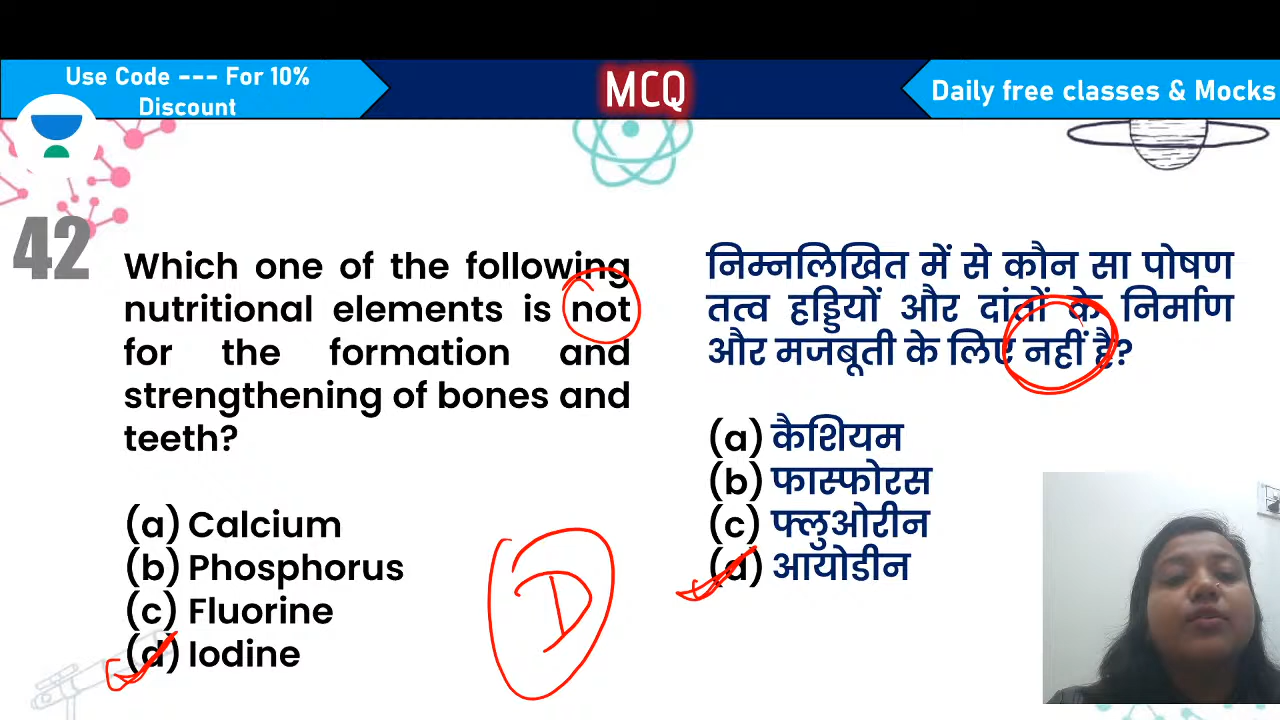 Use Code --- For 10%
Discount
MCQ
Daily free classes & Mocks
42
Which one of the following
nutritional elements is not
for the formation and
strengthening of bones and
teeth?
(a) Calcium
(b) Phosphorus
(c) Fluorine
(d) Iodine
D
निम्नलिखित में से कौन सा पोषण
तत्व हड्डियों और दांतों के निर्माण
और मजबूती के लिए नहीं है?
(a) कैशियम
(b) फास्फोरस
(c) फ्लुओरीन
(d) आयोडीन